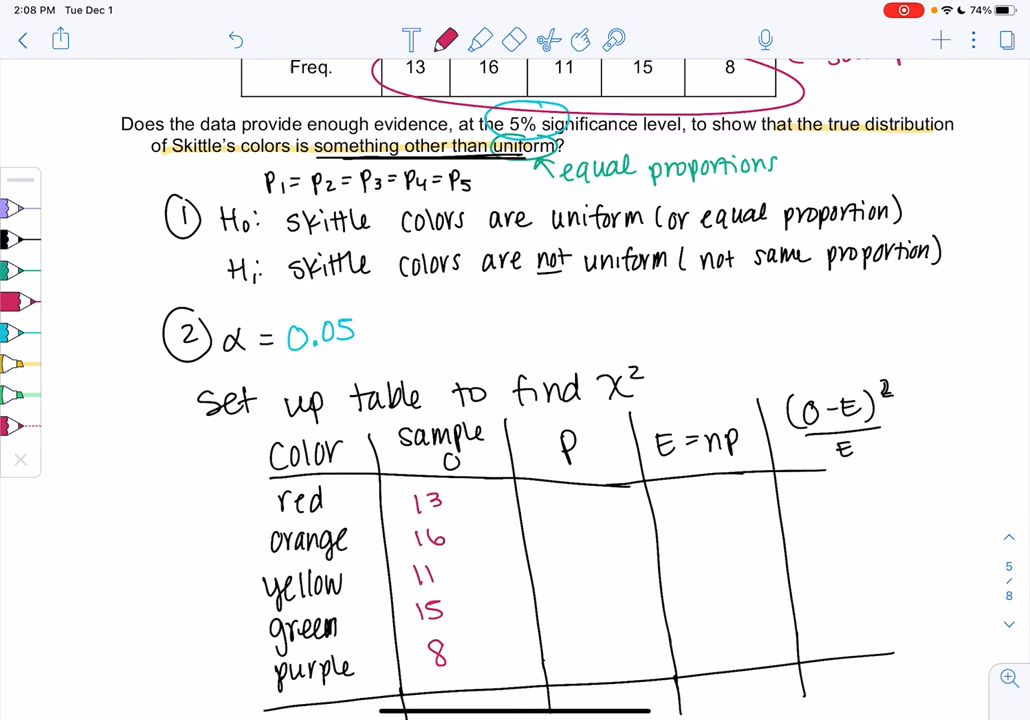 2:08 PM Tue Dec 1
74%
Freq. 13 16 11 15 8
Does the data provide enough evidence, at the 5% significance level, to show that the true distribution
of Skittle's colors is something other than uniform?
equal proportions
P1 = P2 = P3 = P4 = P5
1 H0: skittle colors are uniform (or equal proportion)
H1: skittle colors are not uniform (not same proportion)
2 α = 0.05
Set up table to find x²
Color sample O P E = np (O-E)²/E
red 13
orange 16
yellow 11
green 15
purple 8
5
/
8